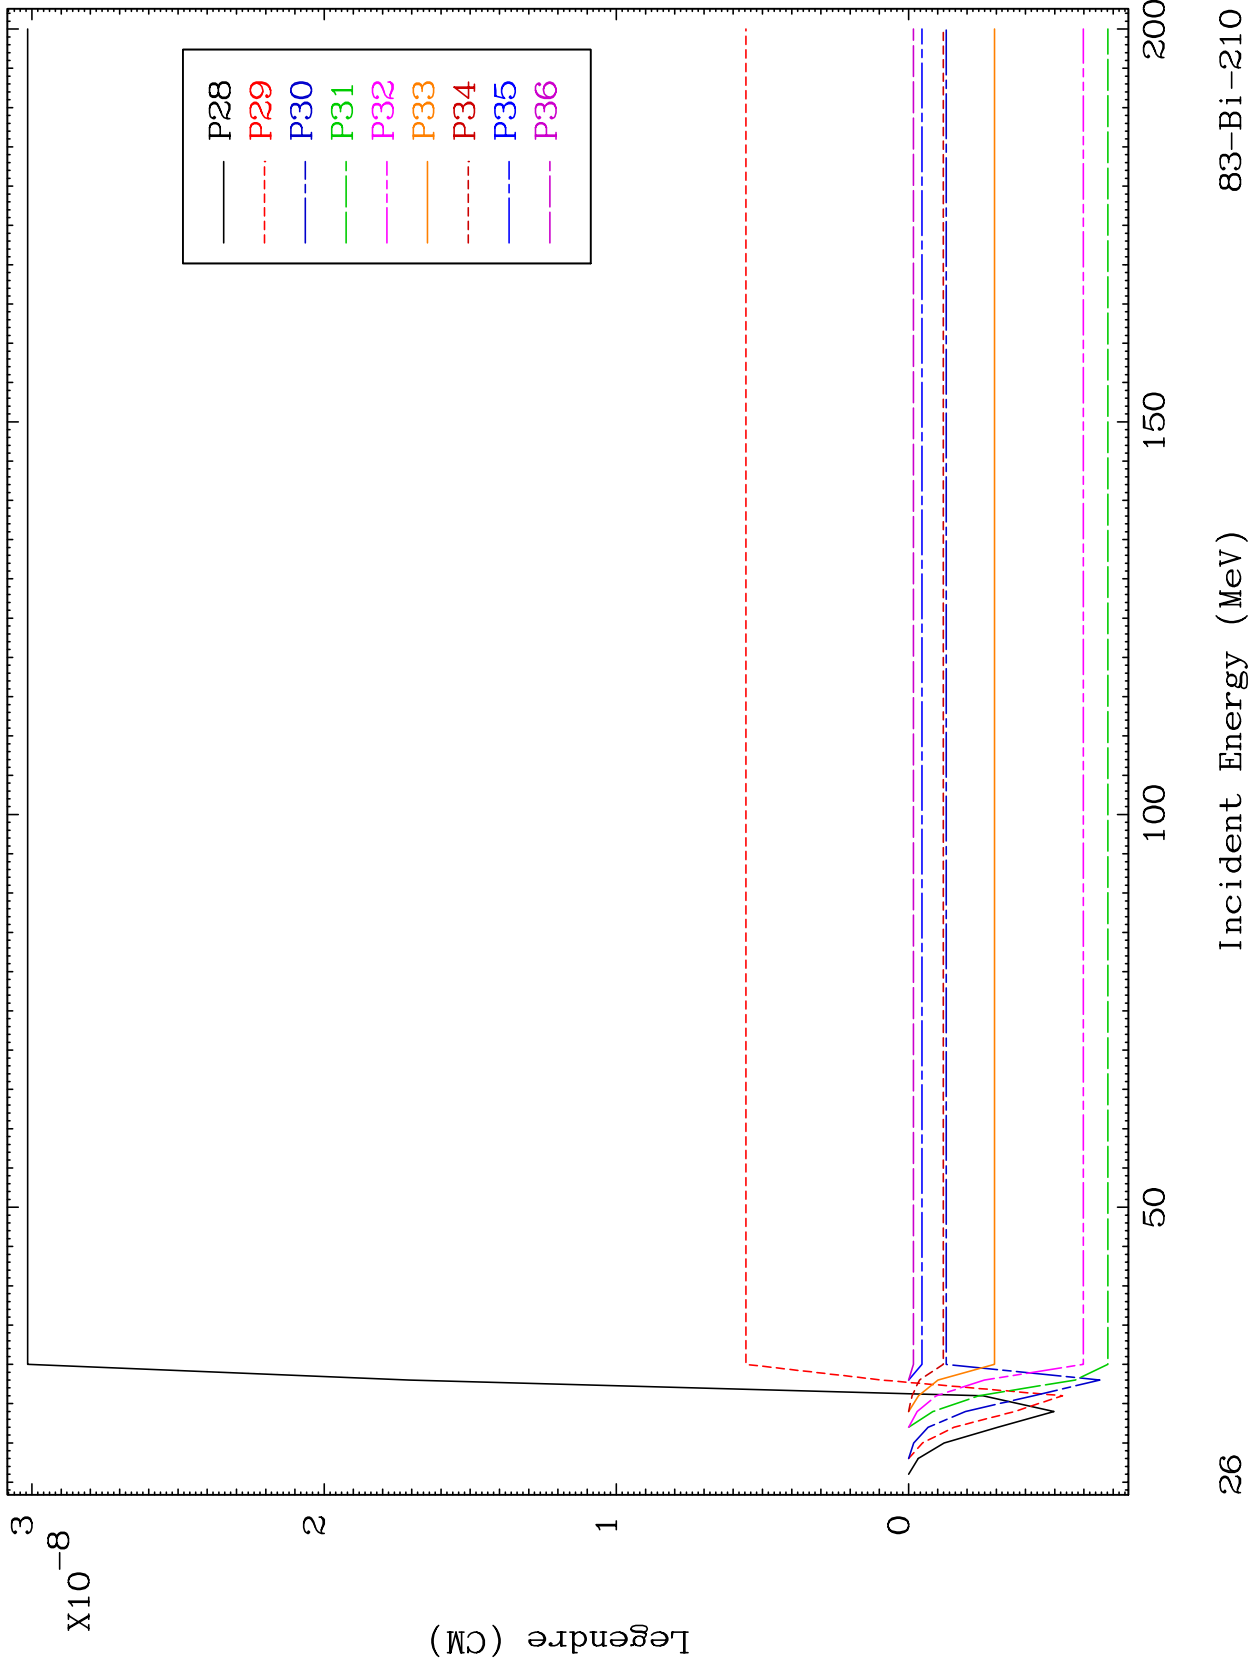 X10-8
3
2
1
0
Legendre (CM)
P28
P29
P30
P31
P32
P33
P34
P35
P36
50
100
150
200
Incident Energy (MeV)
26
83-Bi-210